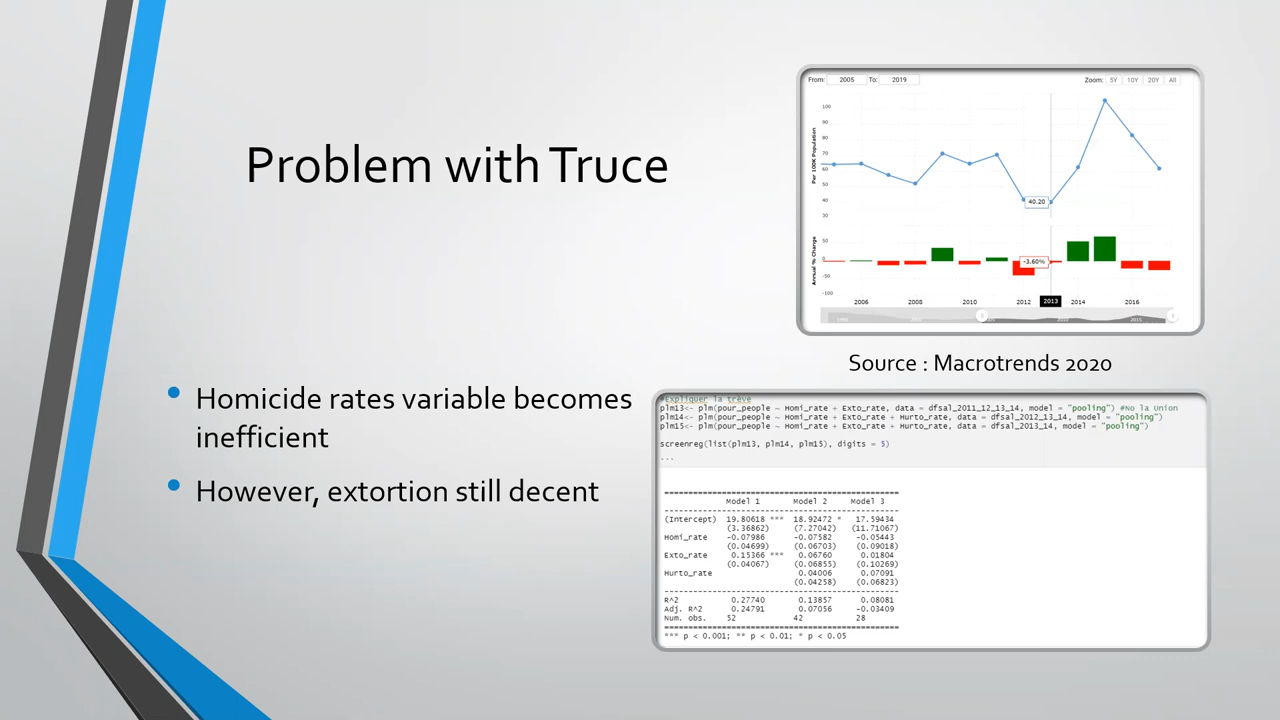 Problem with Truce
Homicide rates variable becomes
inefficient
However, extortion still decent
From: 2005 To: 2019 Zoom: 5Y 10Y 20Y All
Per 100K Population
100
90
80
70
60
50
40
30
40.20
Annual % Change
50
0
-50
-100
-3.60%
2006 2008 2010 2012 2013 2014 2016
2010 2015
Source : Macrotrends 2020
#Expliquer la trêve
plm13<- plm(pour_people ~ Homi_rate + Exto_rate, data = dfsal_2011_12_13_14, model = "pooling") #No la Union
plm14<- plm(pour_people ~ Homi_rate + Exto_rate + Hurto_rate, data = dfsal_2012_13_14, model = "pooling")
plm15<- plm(pour_people ~ Homi_rate + Exto_rate + Hurto_rate, data = dfsal_2013_14, model = "pooling")
screenreg(list(plm13, plm14, plm15), digits = 5)
```
Model 1 Model 2 Model 3
(Intercept) 19.80618 *** 18.92472 * 17.59434
(3.36862) (7.27042) (11.71067)
Homi_rate -0.07986 -0.07582 -0.05443
(0.04699) (0.06703) (0.09018)
Exto_rate 0.15366 *** 0.06760 0.01804
(0.04067) (0.06855) (0.10269)
Hurto_rate 0.04006 0.07091
(0.04258) (0.06823)
R^2 0.27740 0.13857 0.08081
Adj. R^2 0.24791 0.07056 -0.03409
Num. obs. 52 42 28
*** p < 0.001; ** p < 0.01; * p < 0.05